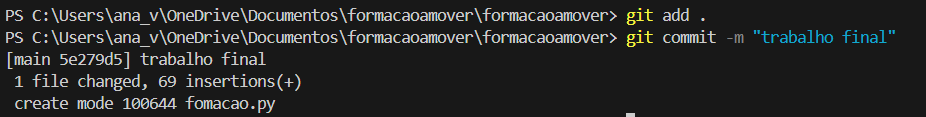 PS C:\Users\ana_v\OneDrive\Documentos\formacaoamover\formacaoamover> git add .
PS C:\Users\ana_v\OneDrive\Documentos\formacaoamover\formacaoamover> git commit -m "trabalho final"
[main 5e279d5] trabalho final
 1 file changed, 69 insertions(+)
 create mode 100644 fomacao.py